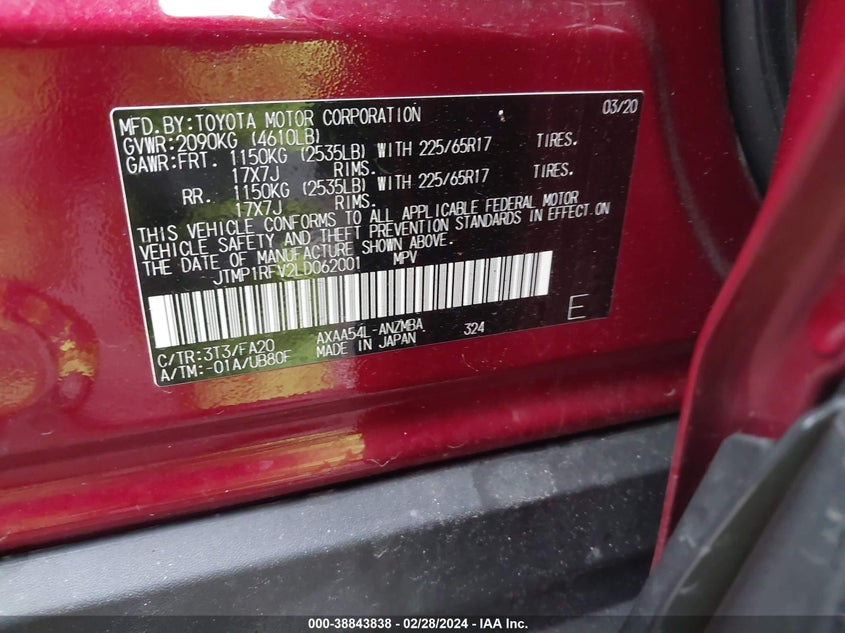 MFD.BY:TOYOTA MOTOR CORPORATION 03/20
GVWR:2090KG (4610LB)
GAWR:FRT. 1150KG (2535LB) WITH 225/65R17 TIRES.
17X7J RIMS.
RR. 1150KG (2535LB) WITH 225/65R17 TIRES.
17X7J RIMS.
THIS VEHICLE CONFORMS TO ALL APPLICABLE FEDERAL MOTOR
VEHICLE SAFETY AND THEFT PREVENTION STANDARDS IN EFFECT ON
THE DATE OF MANUFACTURE SHOWN ABOVE.
JTMP1RFV2LD062001 MPV
C/TR:3T3/FA20 AXAA54L-ANZMBA 324 E
A/TM:-01A/UB80F MADE IN JAPAN
000-38843838 - 02/28/2024 - IAA Inc.